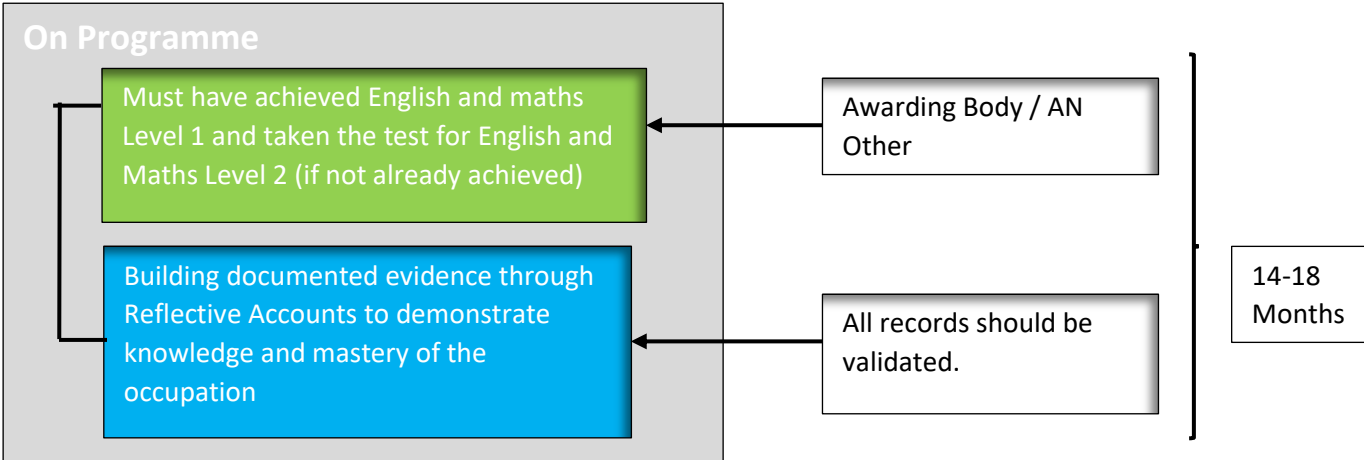 On Programme
Must have achieved English and maths
Level 1 and taken the test for English and
Maths Level 2 (if not already achieved)
Awarding Body / AN
Other
Building documented evidence through
Reflective Accounts to demonstrate
knowledge and mastery of the
occupation
All records should be
validated.
14-18
Months